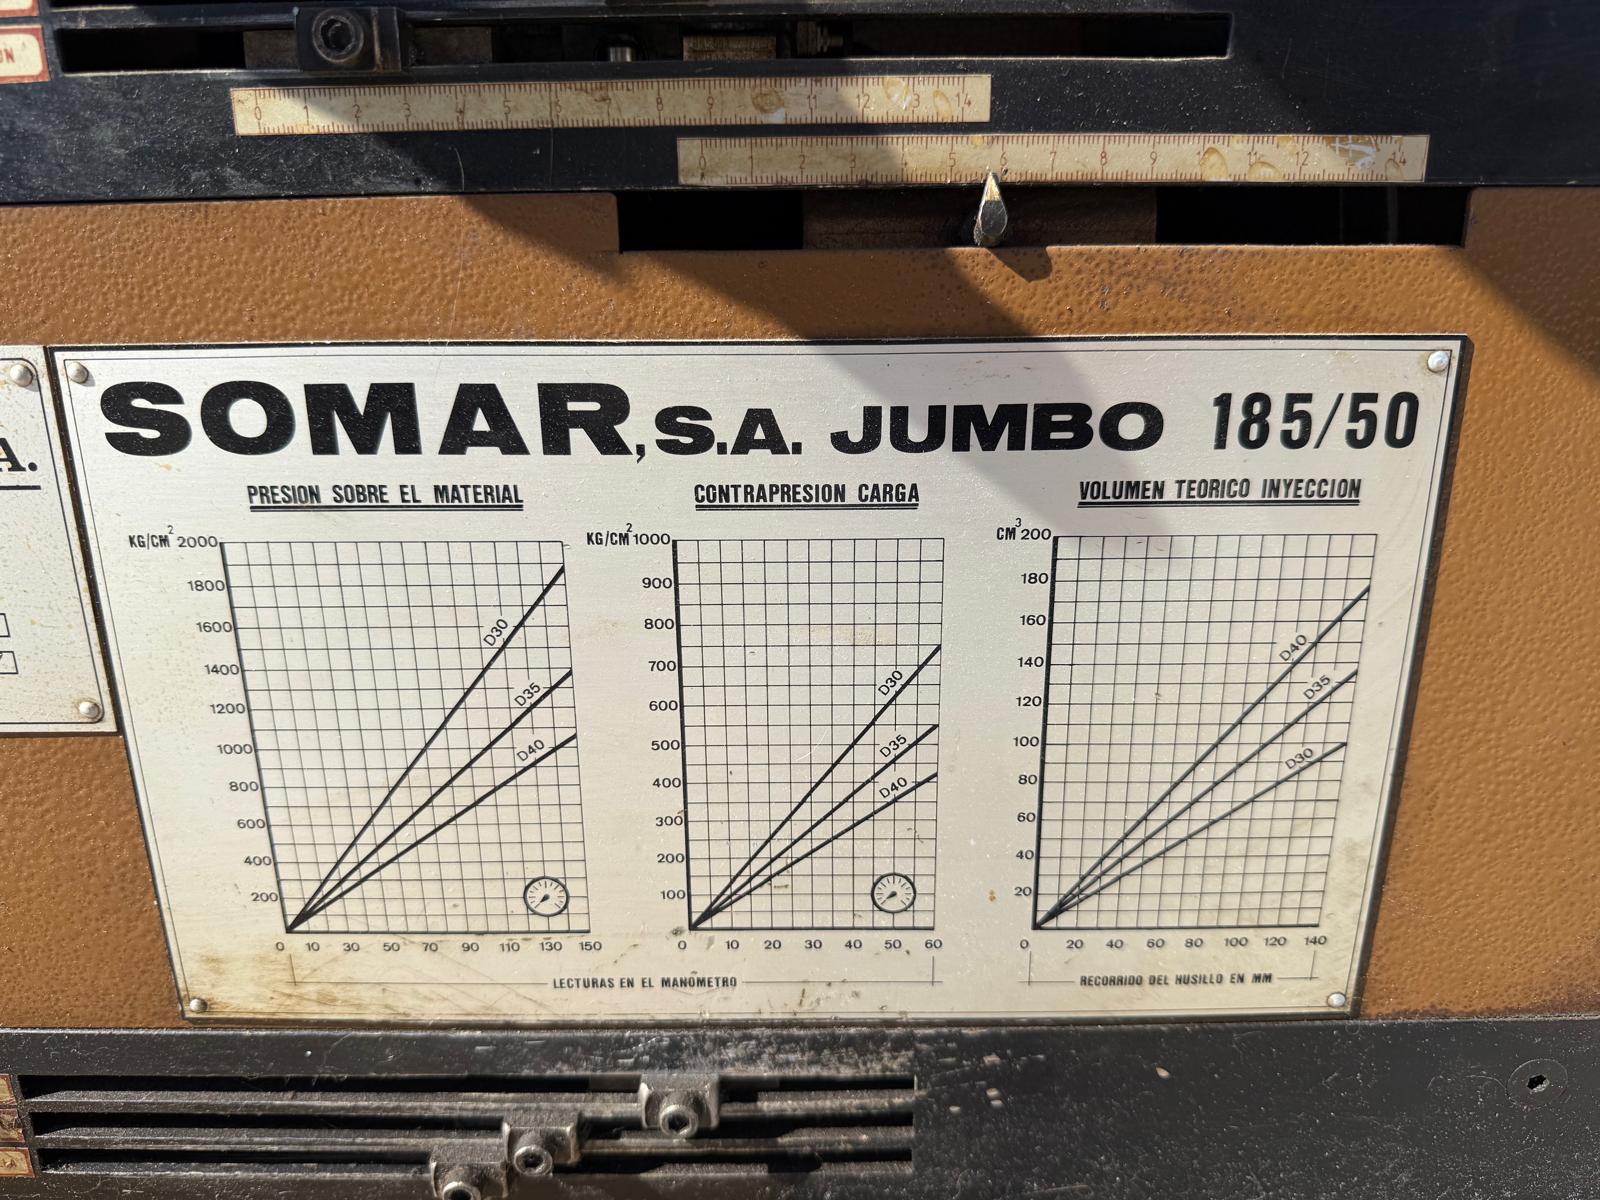 ON
0 1 2 3 4 5 6 7 8 9 11 12 13 14
0 1 2 3 4 5 6 7 8 9 10 11 12 14
A.
SOMAR, S.A. JUMBO 185/50
PRESION SOBRE EL MATERIAL
KG/CM² 2000
1800
1600
1400
1200
1000
800
600
400
200
D30
D35
D40
0 10 30 50 70 90 110 130 150
CONTRAPRESION CARGA
KG/CM² 1000
900
800
700
600
500
400
300
200
100
D30
D35
D40
0 10 20 30 40 50 60
LECTURAS EN EL MANOMETRO
VOLUMEN TEORICO INYECCION
CM³ 200
180
160
140
120
100
80
60
40
20
D40
D35
D30
0 20 40 60 80 100 120 140
RECORRIDO DEL HUSILLO EN MM